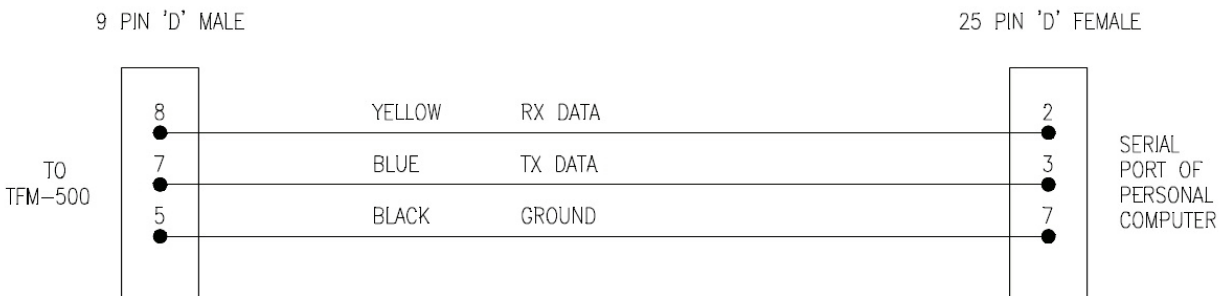 9 PIN 'D' MALE
25 PIN 'D' FEMALE
8 YELLOW RX DATA 2
7 BLUE TX DATA 3
5 BLACK GROUND 7
TO
TFM-500
SERIAL
PORT OF
PERSONAL
COMPUTER